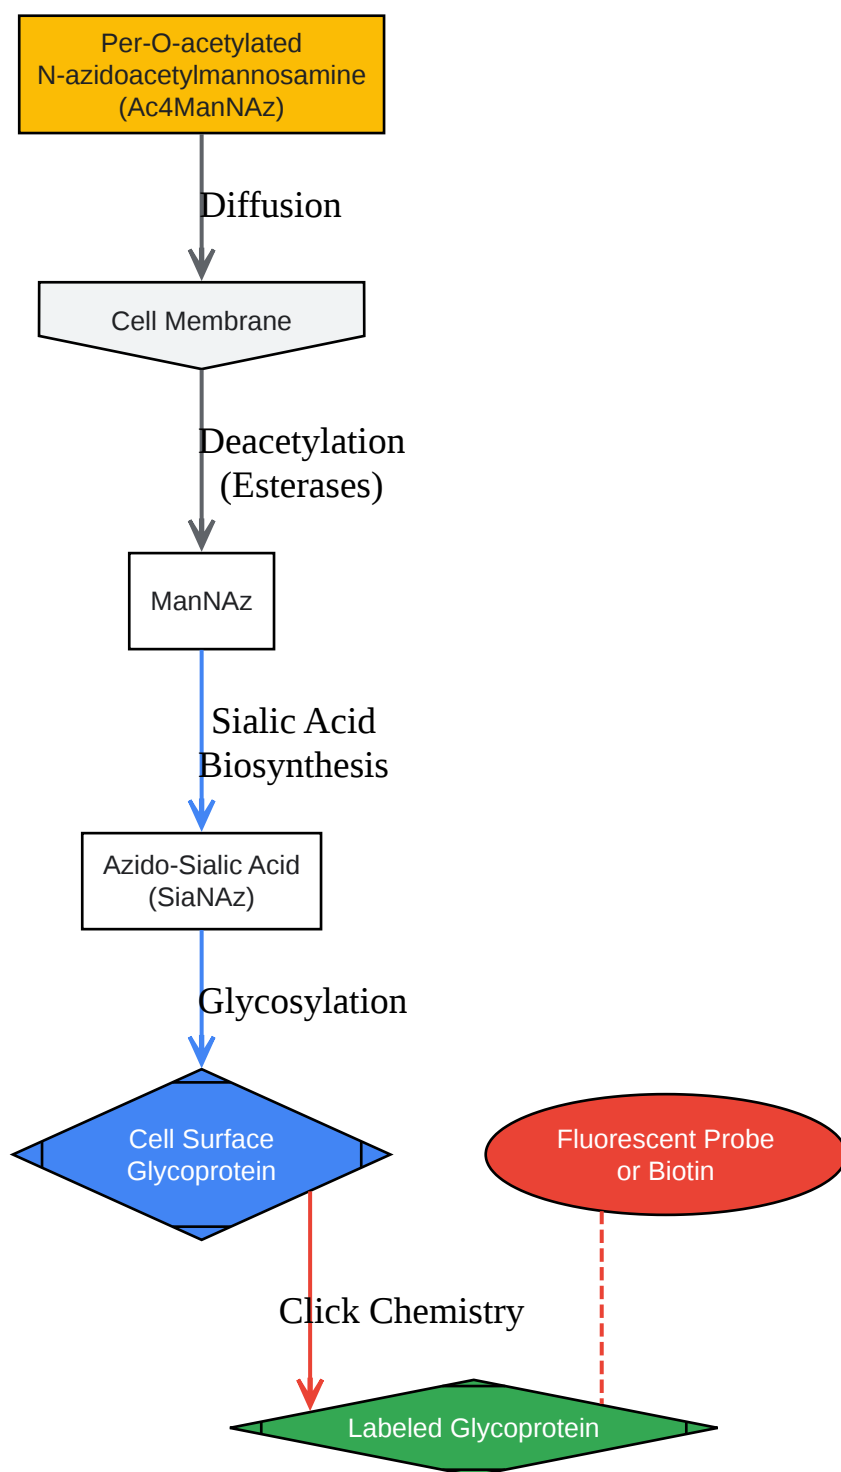 Per-O-acetylated
N-azidoacetylmannosamine
(Ac4ManNAz)
Diffusion
Cell Membrane
Deacetylation
(Esterases)
ManNAz
Sialic Acid
Biosynthesis
Azido-Sialic Acid
(SiaNAz)
Glycosylation
Cell Surface
Glycoprotein
Fluorescent Probe
or Biotin
Click Chemistry
Labeled Glycoprotein